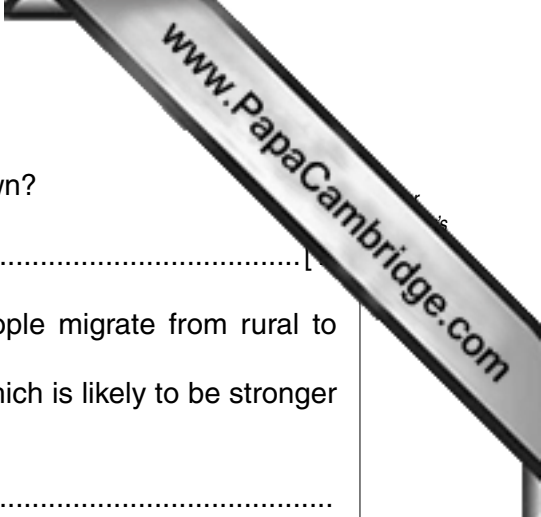 www.PapaCambridge.com
wn?
....................................[
ople migrate from rural to
hich is likely to be stronger
........................................